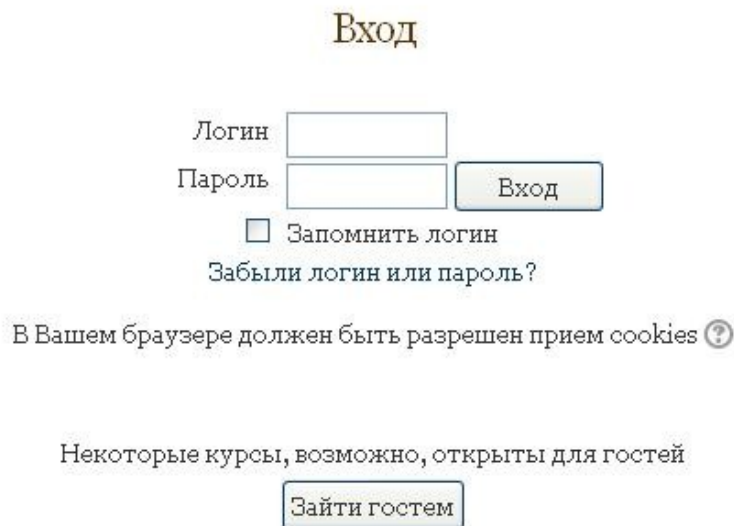 Вход
Логин
Пароль
Вход
Запомнить логин
Забыли логин или пароль?
В Вашем браузере должен быть разрешен прием cookies ?
Некоторые курсы, возможно, открыты для гостей
Зайти гостем